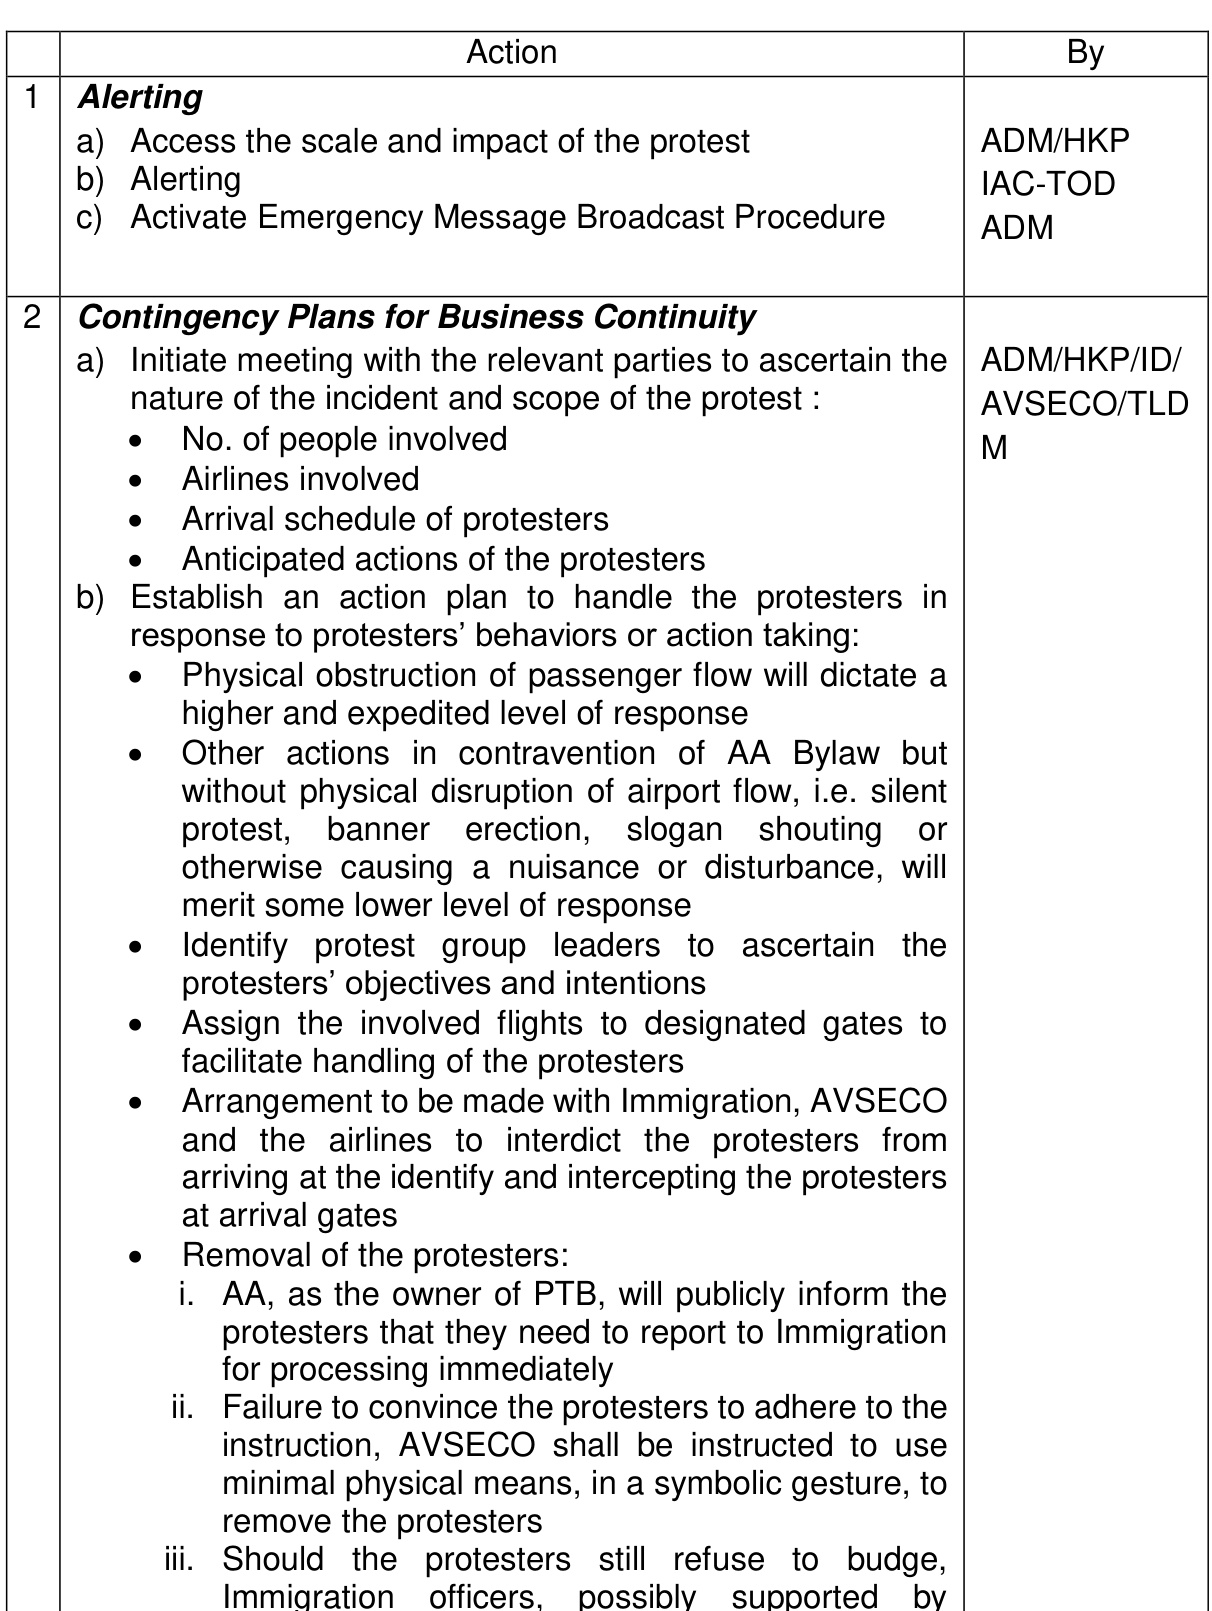 Action By
1 Alerting
a) Access the scale and impact of the protest ADM/HKP
b) Alerting IAC-TOD
c) Activate Emergency Message Broadcast Procedure ADM
2 Contingency Plans for Business Continuity
a) Initiate meeting with the relevant parties to ascertain the ADM/HKP/ID/
nature of the incident and scope of the protest : AVSECO/TLD
• No. of people involved M
• Airlines involved
• Arrival schedule of protesters
• Anticipated actions of the protesters
b) Establish an action plan to handle the protesters in
response to protesters’ behaviors or action taking:
• Physical obstruction of passenger flow will dictate a
higher and expedited level of response
• Other actions in contravention of AA Bylaw but
without physical disruption of airport flow, i.e. silent
protest, banner erection, slogan shouting or
otherwise causing a nuisance or disturbance, will
merit some lower level of response
• Identify protest group leaders to ascertain the
protesters’ objectives and intentions
• Assign the involved flights to designated gates to
facilitate handling of the protesters
• Arrangement to be made with Immigration, AVSECO
and the airlines to interdict the protesters from
arriving at the identify and intercepting the protesters
at arrival gates
• Removal of the protesters:
i. AA, as the owner of PTB, will publicly inform the
protesters that they need to report to Immigration
for processing immediately
ii. Failure to convince the protesters to adhere to the
instruction, AVSECO shall be instructed to use
minimal physical means, in a symbolic gesture, to
remove the protesters
iii. Should the protesters still refuse to budge,
Immigration officers, possibly supported by